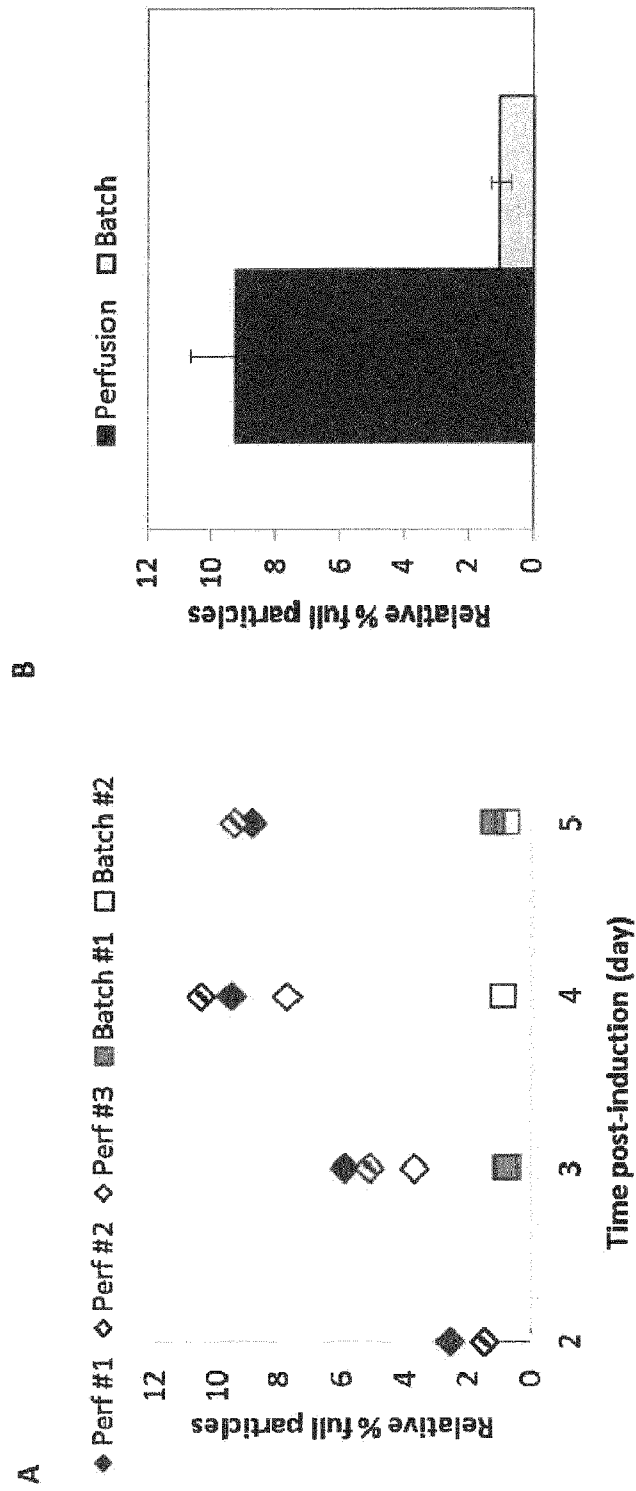 A
Perf #1 Perf #2 Perf #3 Batch #1 Batch #2
Relative % full particles
12
10
8
6
4
2
0
2 3 4 5
Time post-induction (day)
B
Perfusion Batch
Relative % full particles
12
10
8
6
4
2
0